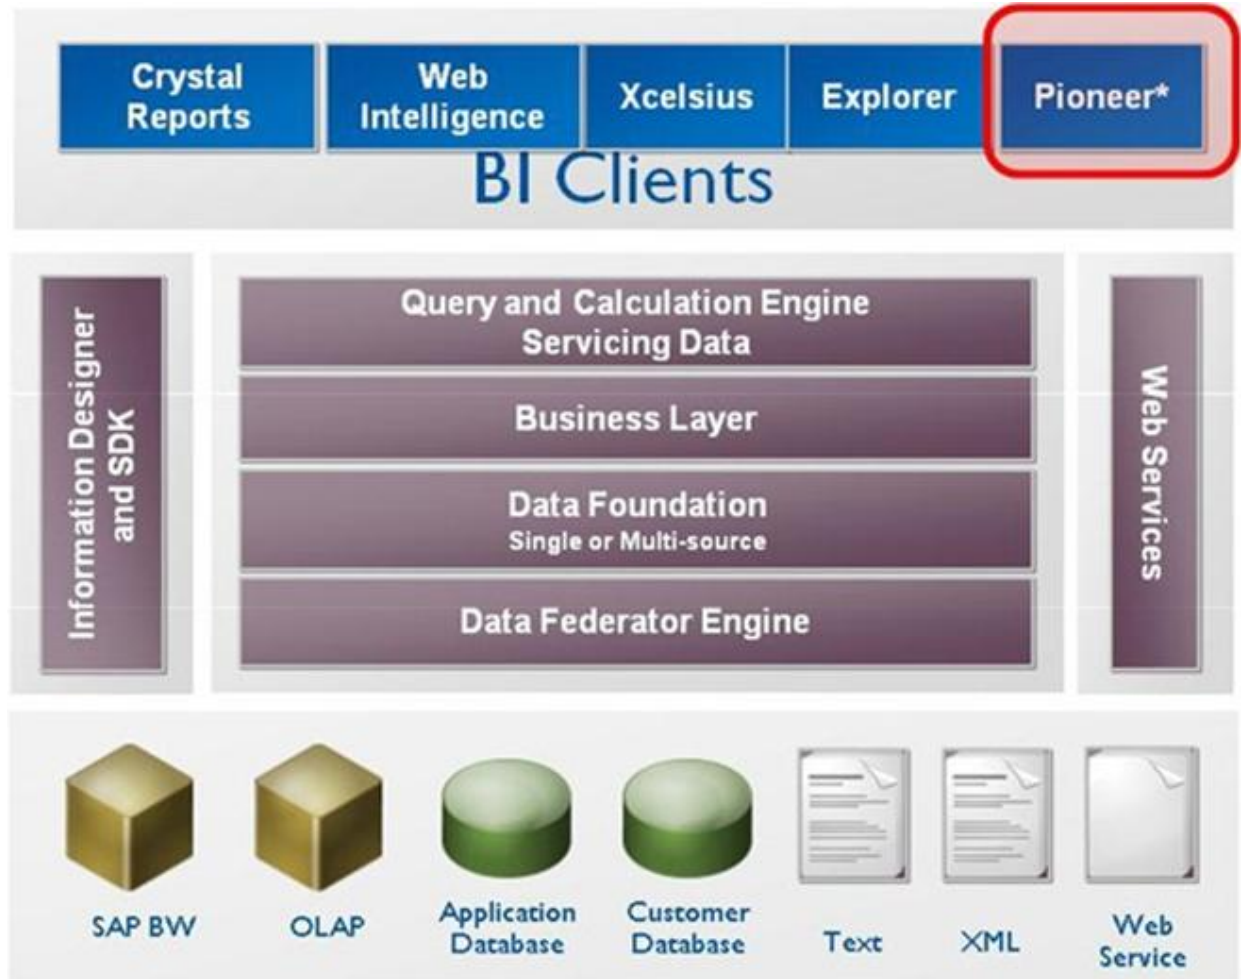 Crystal
Reports
Web
Intelligence
Xcelsius
Explorer
Pioneer*
BI Clients
Information Designer
and SDK
Query and Calculation Engine
Servicing Data
Business Layer
Data Foundation
Single or Multi-source
Data Federator Engine
Web Services
SAP BW
OLAP
Application
Database
Customer
Database
Text
XML
Web
Service